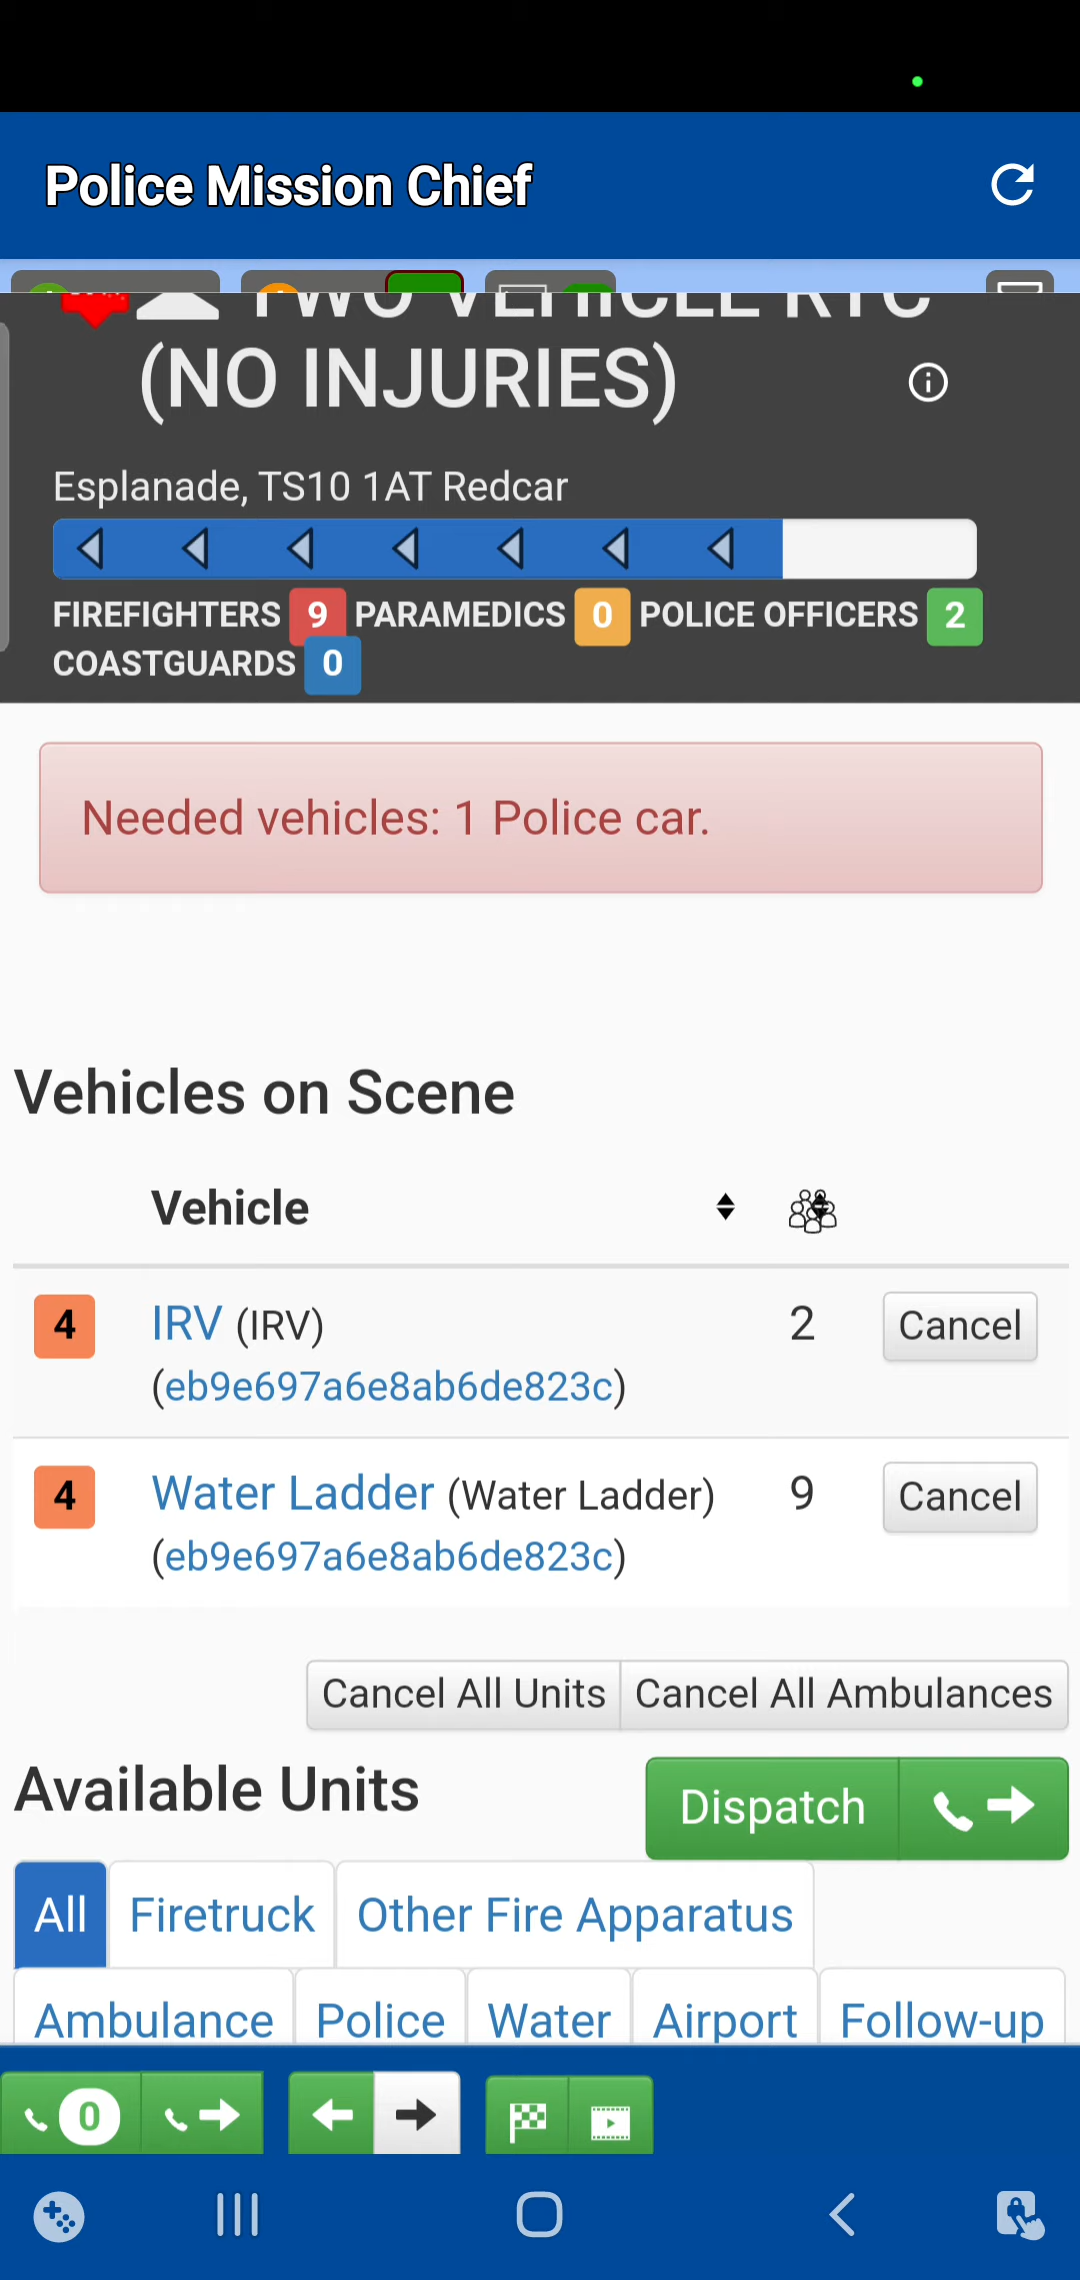 Police Mission Chief
TWO VEHICLE RTC
(NO INJURIES)
Esplanade, TS10 1AT Redcar
FIREFIGHTERS 9 PARAMEDICS 0 POLICE OFFICERS 2
COASTGUARDS 0
Needed vehicles: 1 Police car.
Vehicles on Scene
Vehicle
4 IRV (IRV) 2 Cancel
(eb9e697a6e8ab6de823c)
4 Water Ladder (Water Ladder) 9 Cancel
(eb9e697a6e8ab6de823c)
Cancel All Units Cancel All Ambulances
Available Units Dispatch
All Firetruck Other Fire Apparatus
Ambulance Police Water Airport Follow-up
0